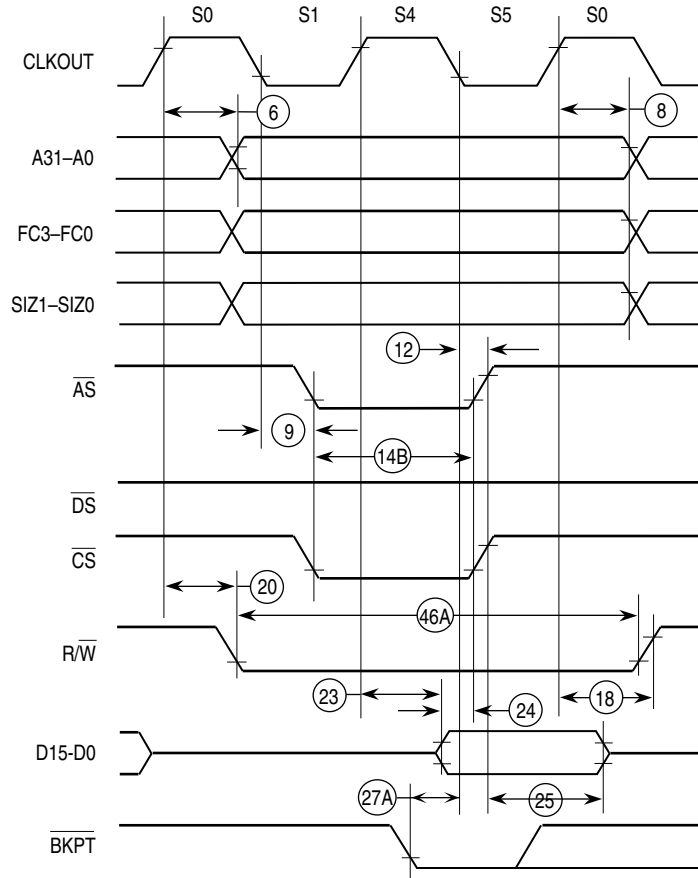 S0 S1 S4 S5 S0
CLKOUT
6 8
A31–A0
FC3–FC0
SIZ1–SIZ0
12
AS
9
14B
DS
CS
20
46A
R/W
23
24 18
D15-D0
27A 25
BKPT